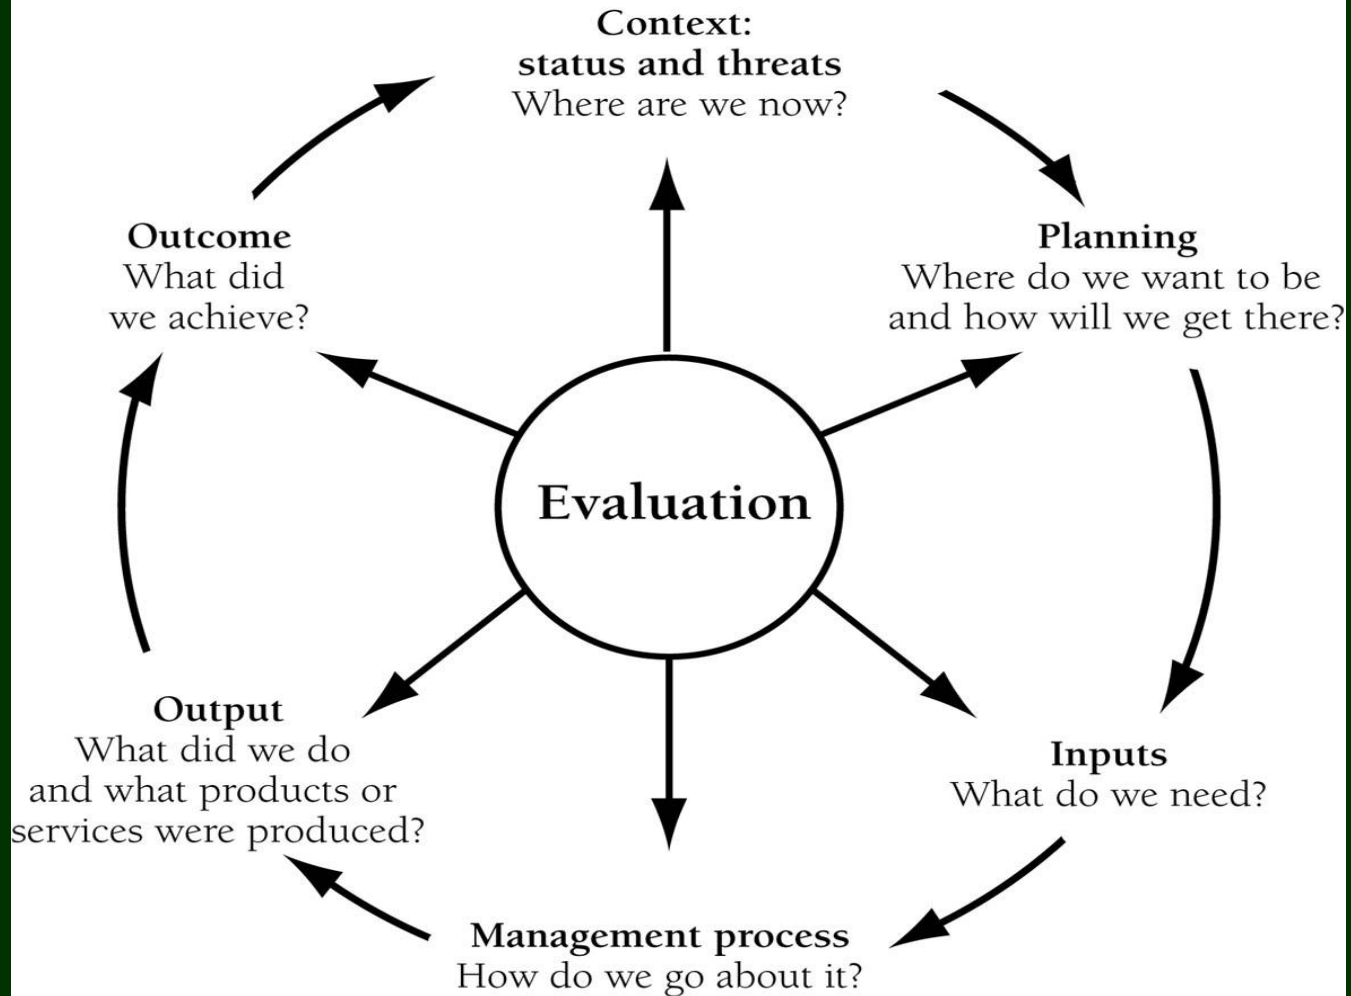 Context:
status and threats
Where are we now?
Planning
Where do we want to be
and how will we get there?
Inputs
What do we need?
Management process
How do we go about it?
Output
What did we do
and what products or
services were produced?
Outcome
What did
we achieve?
Evaluation